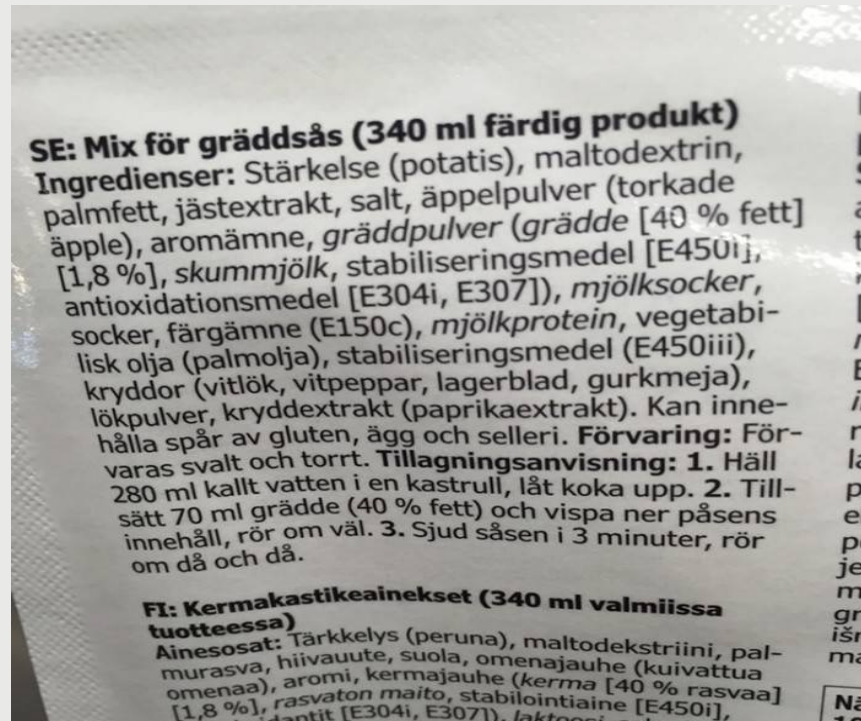 SE: Mix för gräddsås (340 ml färdig produkt)
Ingredienser: Stärkelse (potatis), maltodextrin,
palmfett, jästextrakt, salt, äppelpulver (torkade
äpple), aromämne, gräddpulver (grädde [40 % fett]
[1,8 %], skummjölk, stabiliseringsmedel [E450i],
antioxidationsmedel [E304i, E307]), mjölksocker,
socker, färgämne (E150c), mjölkprotein, vegetabi-
lisk olja (palmolja), stabiliseringsmedel (E450iii),
kryddor (vitlök, vitpeppar, lagerblad, gurkmeja),
lökpulver, kryddextrakt (paprikaextrakt). Kan inne-
hålla spår av gluten, ägg och selleri. Förvaring: För-
varas svalt och torrt. Tillagningsanvisning: 1. Häll
280 ml kallt vatten i en kastrull, låt koka upp. 2. Till-
sätt 70 ml grädde (40 % fett) och vispa ner påsens
innehåll, rör om väl. 3. Sjud såsen i 3 minuter, rör
om då och då.
FI: Kermakastikeainekset (340 ml valmiissa
tuotteessa)
Ainesosat: Tärkkelys (peruna), maltodekstriini, pal-
murasva, hiivauute, suola, omenajauhe (kuivattua
omenaa), aromi, kermajauhe (kerma [40 % rasvaa]
[1,8 %], rasvaton maito, stabilointiaine [E450i],
[E304i, E307]),